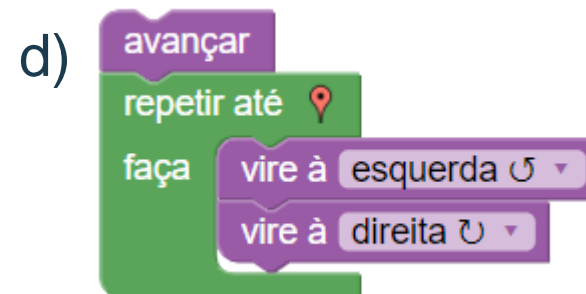 d)
avançar
repetir até
faça
vire à esquerda ↺
vire à direita ↻